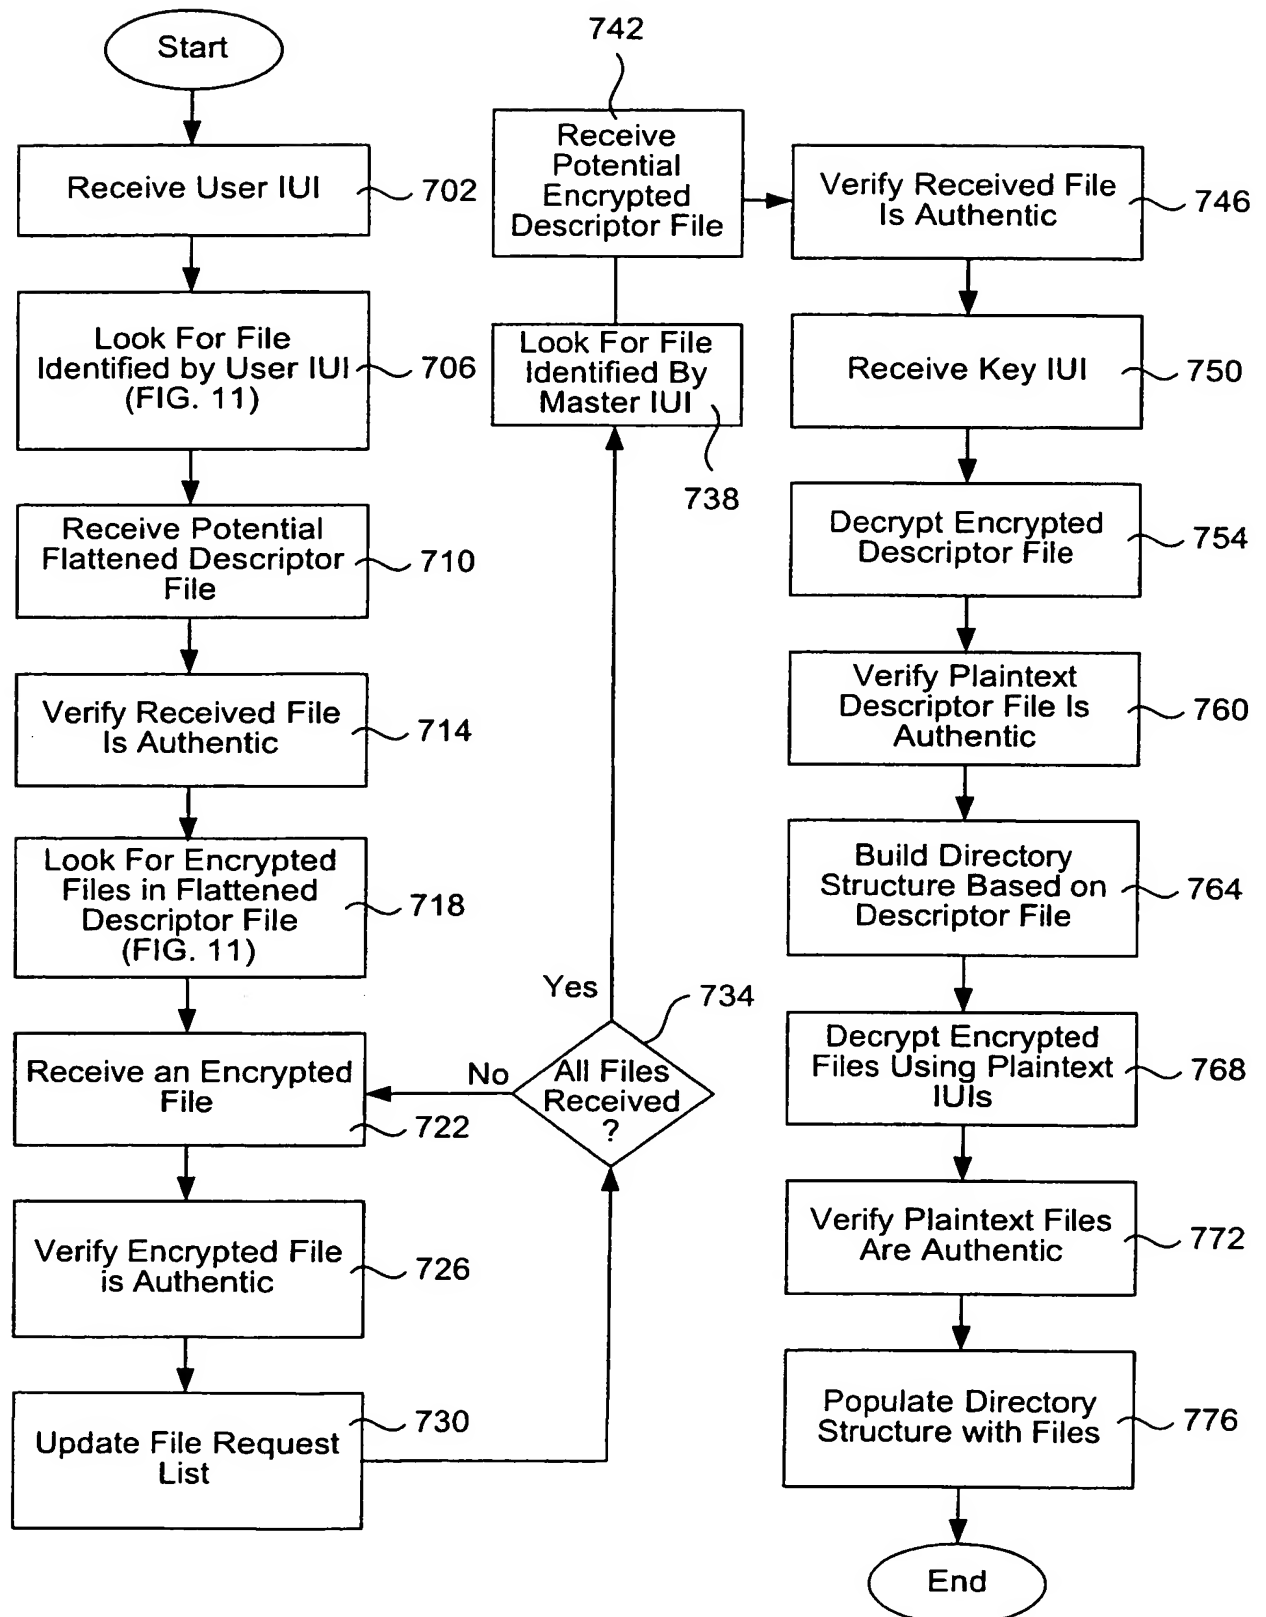 Start
Receive User IUI
702
Look For File
Identified by User IUI
(FIG. 11)
706
Receive Potential
Flattened Descriptor
File
710
Verify Received File
Is Authentic
714
Look For Encrypted
Files in Flattened
Descriptor File
(FIG. 11)
718
Receive an Encrypted
File
722
Verify Encrypted File
is Authentic
726
Update File Request
List
730
All Files
Received
?
734
No
Yes
Look For File
Identified By
Master IUI
738
742
Receive
Potential
Encrypted
Descriptor File
Verify Received File
Is Authentic
746
Receive Key IUI
750
Decrypt Encrypted
Descriptor File
754
Verify Plaintext
Descriptor File Is
Authentic
760
Build Directory
Structure Based on
Descriptor File
764
Decrypt Encrypted
Files Using Plaintext
IUIs
768
Verify Plaintext Files
Are Authentic
772
Populate Directory
Structure with Files
776
End